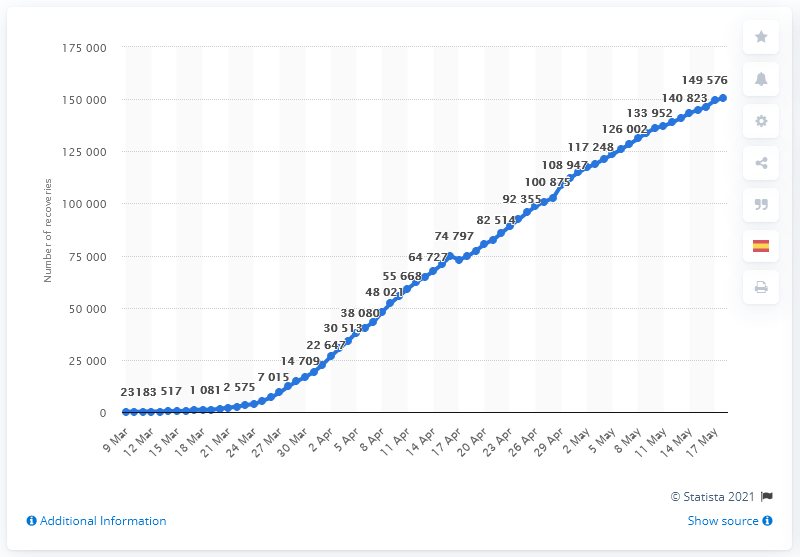 175 000
150 000
125 000
100 000
75 000
50 000
25 000
0
Number of recoveries
23
183
517
1 081
2 575
7 015
14 709
22 647
30 513
38 080
48 021
55 668
64 727
74 797
82 514
92 355
100 875
108 947
117 248
126 002
133 952
140 823
149 576
9 Mar
12 Mar
15 Mar
18 Mar
21 Mar
24 Mar
27 Mar
30 Mar
2 Apr
5 Apr
8 Apr
11 Apr
14 Apr
17 Apr
20 Apr
23 Apr
26 Apr
29 Apr
2 May
5 May
8 May
11 May
14 May
17 May
© Statista 2021
Additional Information
Show source